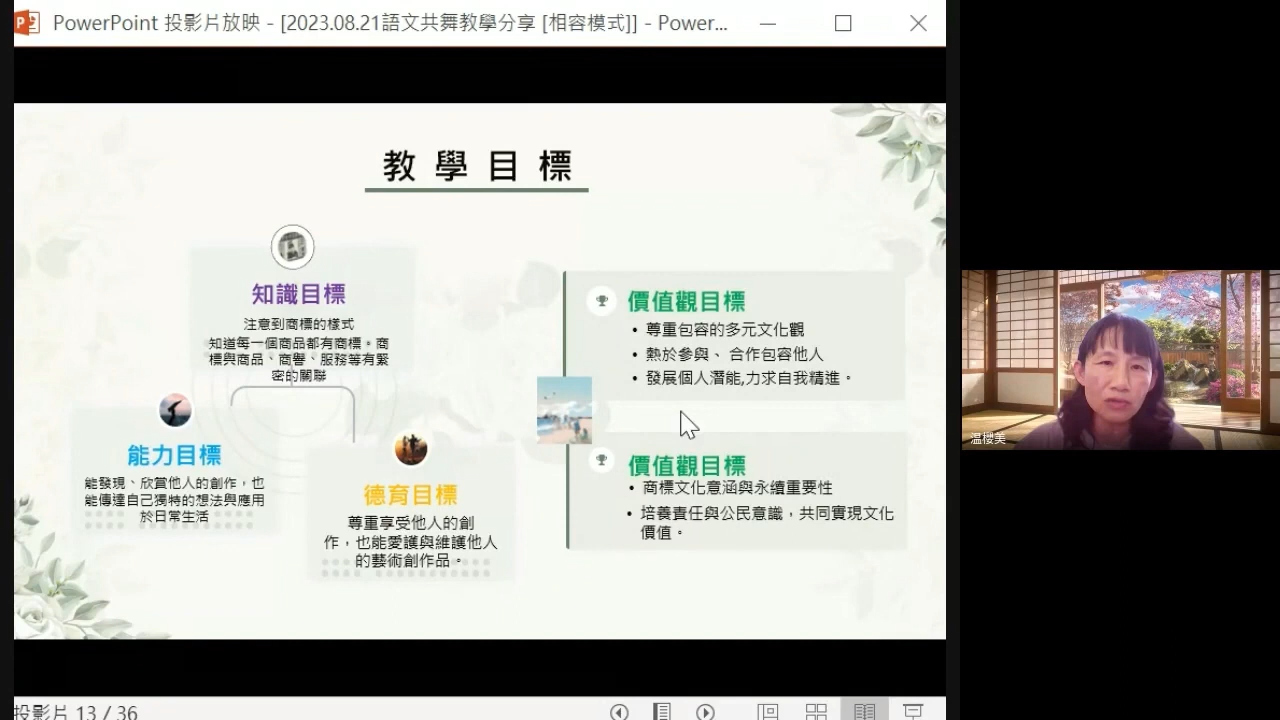 PowerPoint 投影片放映 - [2023.08.21語文共舞教學分享 [相容模式]] - Power...
教學目標
知識目標
注意到商標的樣式
知道每一個商品都有商標。商
標與商品、商譽、服務等有緊
密的關聯
能力目標
能發現、欣賞他人的創作，也
能傳達自己獨特的想法與應用
於日常生活
德育目標
尊重享受他人的創
作，也能愛護與維護他人
的藝術創作品。
價值觀目標
• 尊重包容的多元文化觀
• 熱於參與、 合作包容他人
• 發展個人潛能,力求自我精進。
價值觀目標
• 商標文化意涵與永續重要性
• 培養責任與公民意識，共同實現文化
價值。
温櫻美
投影片 13 / 36